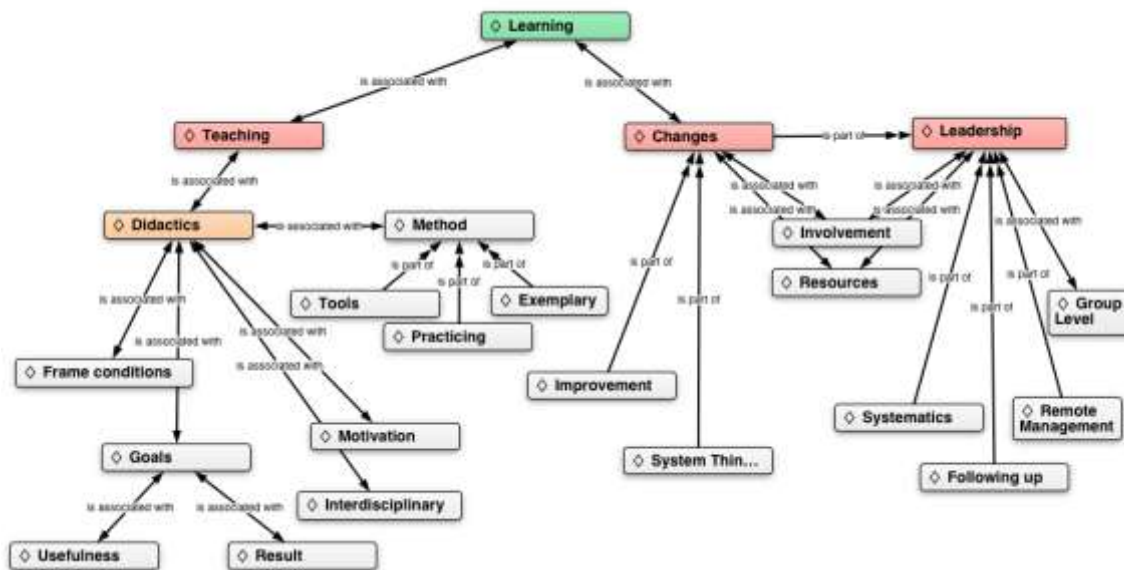 ◇ Learning
is associated with
is associated with
◇ Teaching
◇ Changes
is part of
◇ Leadership
is associated with
is associated with
is associated with
is associated with
is associated with
is associated with
◇ Didactics
is associated with
◇ Method
◇ Involvement
is part of
is part of
is part of
is part of
is part of
is part of
◇ Resources
◇ Tools
◇ Exemplary
is part of
is part of
◇ Group
Level
◇ Practicing
is associated with
is associated with
is associated with
is associated with
◇ Frame conditions
◇ Improvement
◇ Systematics
◇ Remote
Management
◇ Motivation
◇ Goals
◇ System Thin...
◇ Following up
◇ Interdisciplinary
is associated with
is associated with
◇ Usefulness
◇ Result